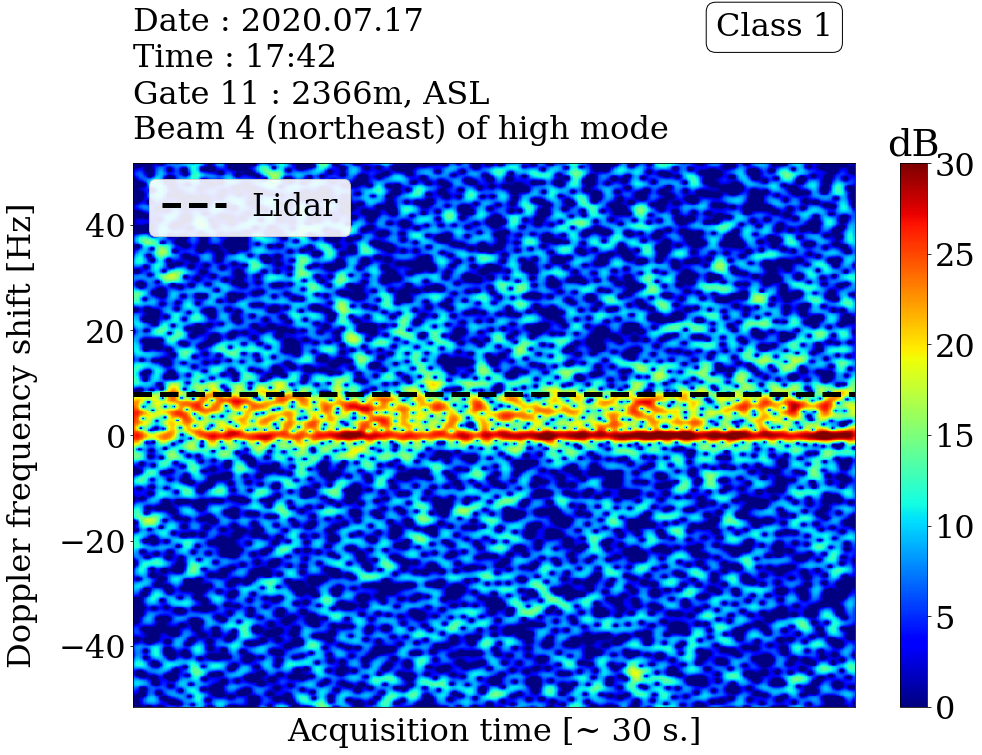 Date : 2020.07.17
Time : 17:42
Gate 11 : 2366m, ASL
Beam 4 (northeast) of high mode
Class 1
dB
Lidar
Doppler frequency shift [Hz]
40
20
0
−20
−40
Acquisition time [~ 30 s.]
30
25
20
15
10
5
0